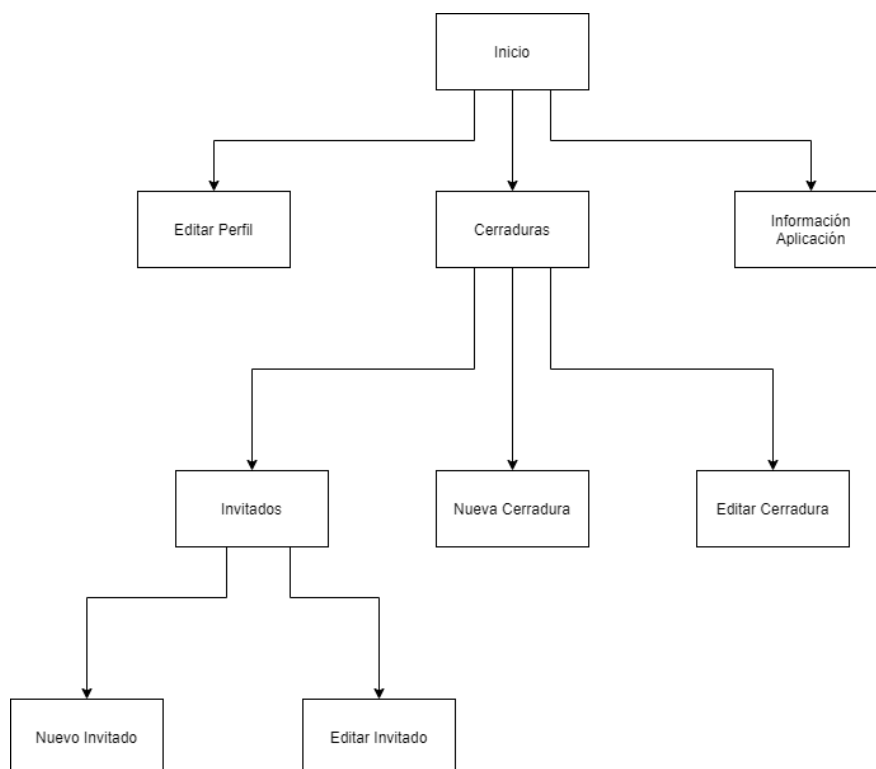 Inicio
Editar Perfil
Cerraduras
Información
Aplicación
Invitados
Nueva Cerradura
Editar Cerradura
Nuevo Invitado
Editar Invitado